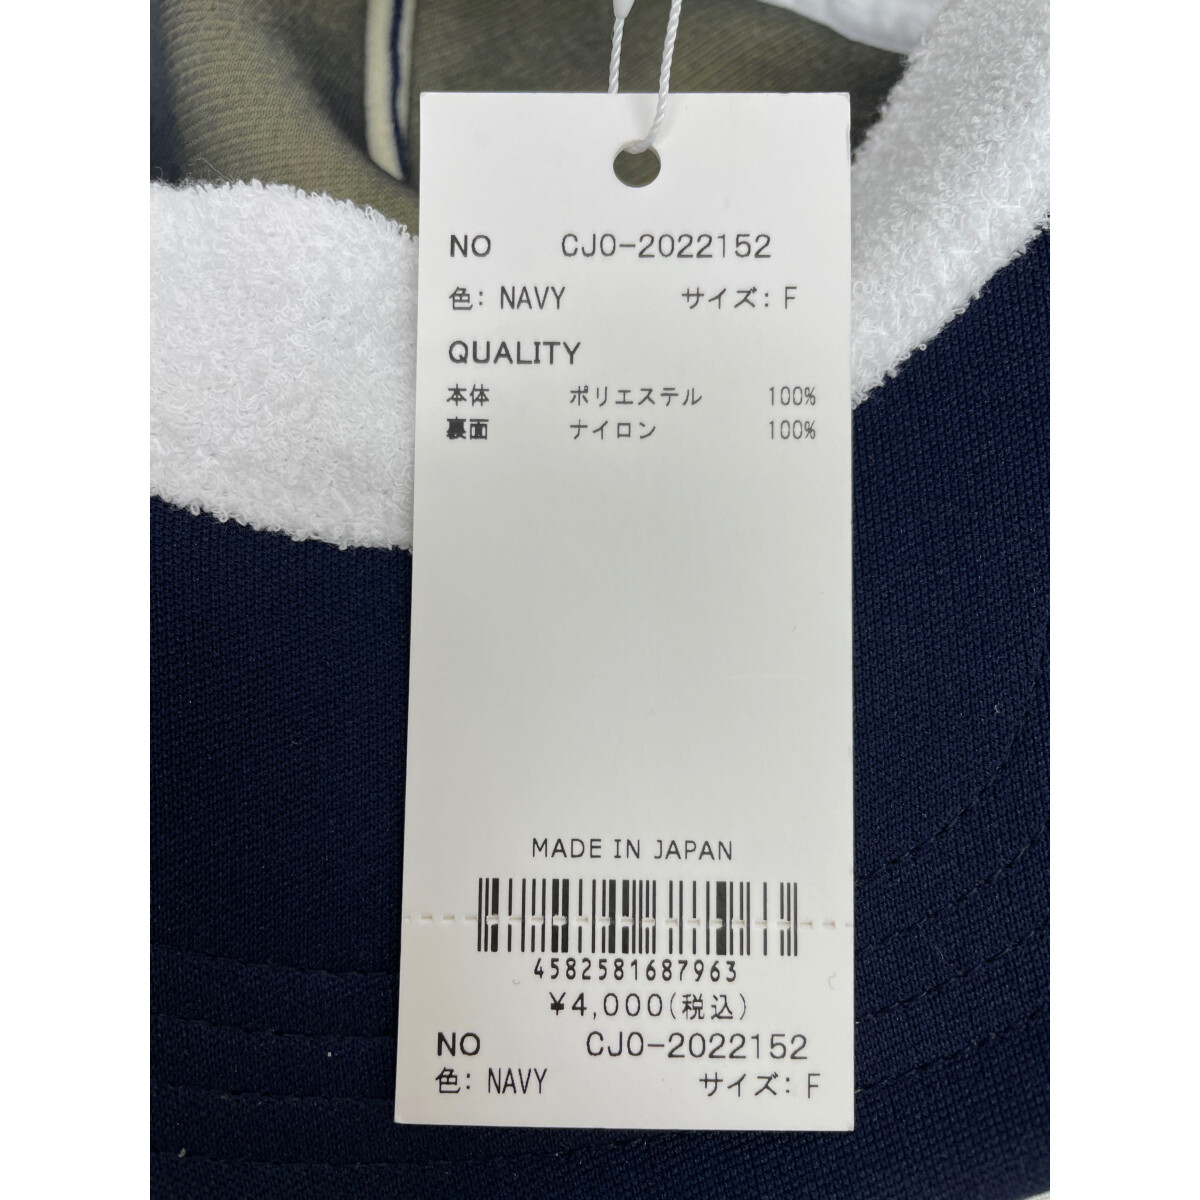 NO CJO-2022152
色: NAVY サイズ: F
QUALITY
本体 ポリエステル 100%
裏面 ナイロン 100%
MADE IN JAPAN
4582581687963
¥4,000(税込)
NO CJO-2022152
色: NAVY サイズ: F